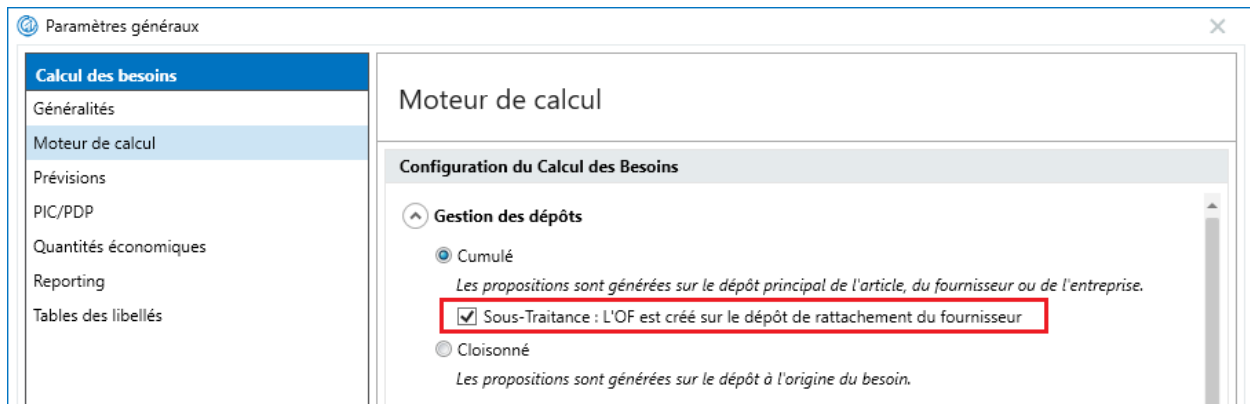 Paramètres généraux
Calcul des besoins
Généralités
Moteur de calcul
Prévisions
PIC/PDP
Quantités économiques
Reporting
Tables des libellés
Moteur de calcul
Configuration du Calcul des Besoins
Gestion des dépôts
Cumulé
Les propositions sont générées sur le dépôt principal de l'article, du fournisseur ou de l'entreprise.
Sous-Traitance : L'OF est créé sur le dépôt de rattachement du fournisseur
Cloisonné
Les propositions sont générées sur le dépôt à l'origine du besoin.